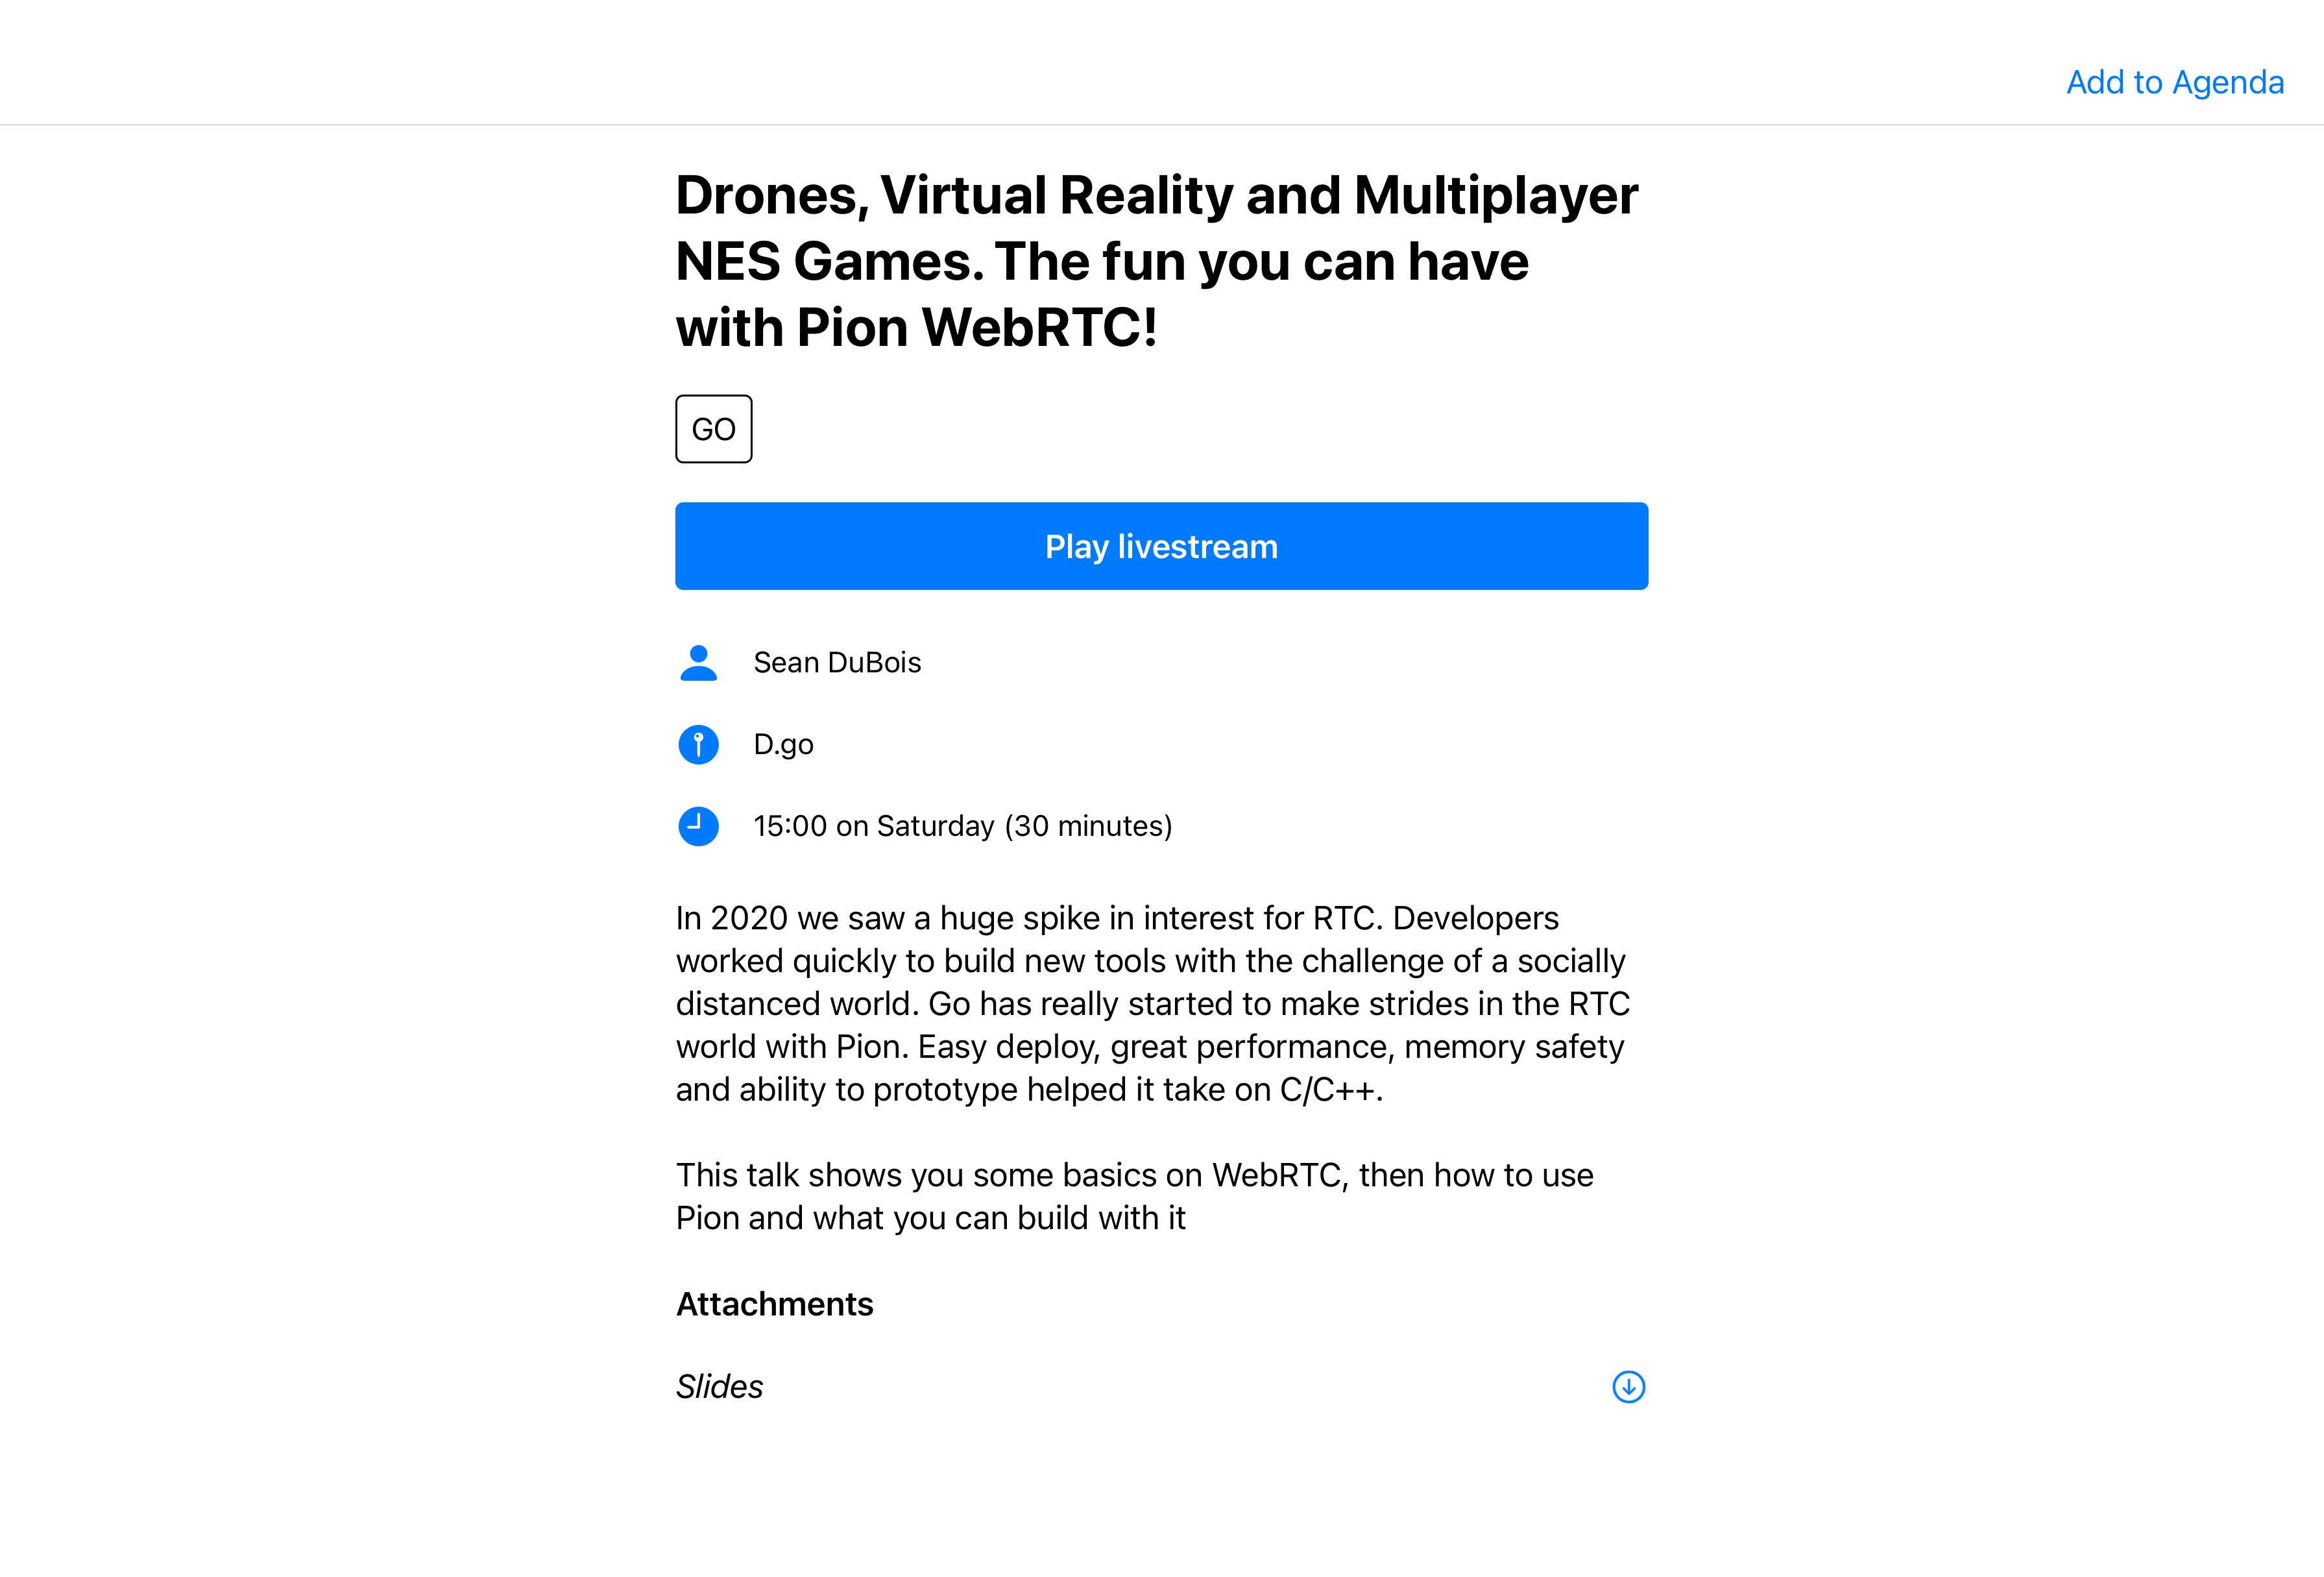 Add to Agenda
Drones, Virtual Reality and Multiplayer
NES Games. The fun you can have
with Pion WebRTC!
GO
Play livestream
Sean DuBois
D.go
15:00 on Saturday (30 minutes)
In 2020 we saw a huge spike in interest for RTC. Developers
worked quickly to build new tools with the challenge of a socially
distanced world. Go has really started to make strides in the RTC
world with Pion. Easy deploy, great performance, memory safety
and ability to prototype helped it take on C/C++.
This talk shows you some basics on WebRTC, then how to use
Pion and what you can build with it
Attachments
Slides